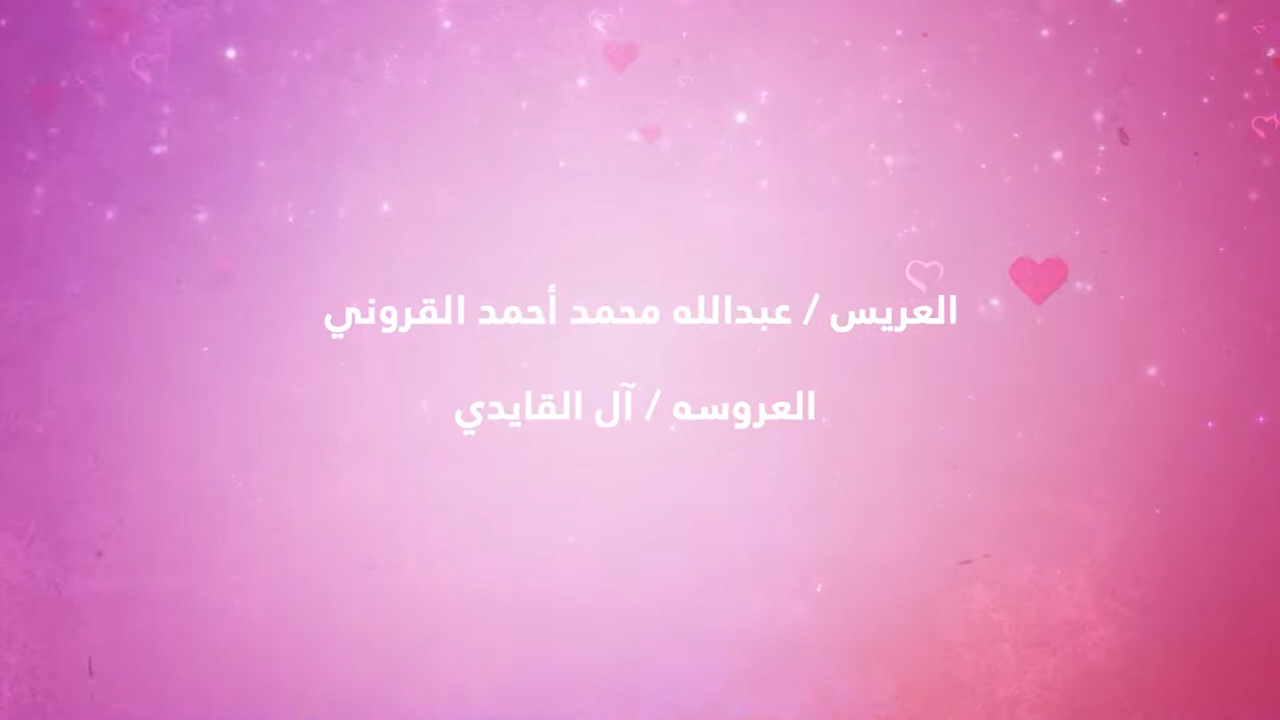 العريس / عبدالله محمد أحمد القروني
العروسه / آل القايدي